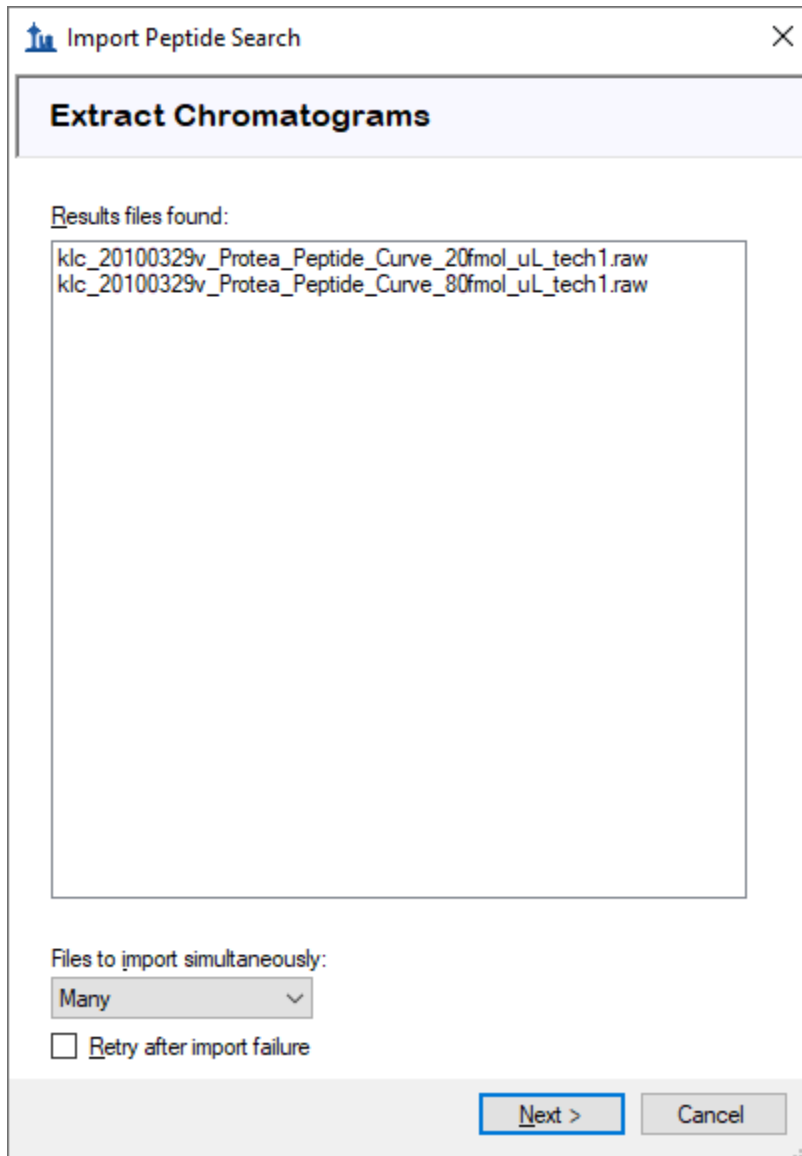 Import Peptide Search
Extract Chromatograms
Results files found:
klc_20100329v_Protea_Peptide_Curve_20fmol_uL_tech1.raw
klc_20100329v_Protea_Peptide_Curve_80fmol_uL_tech1.raw
Files to import simultaneously:
Many
Retry after import failure
Next >
Cancel